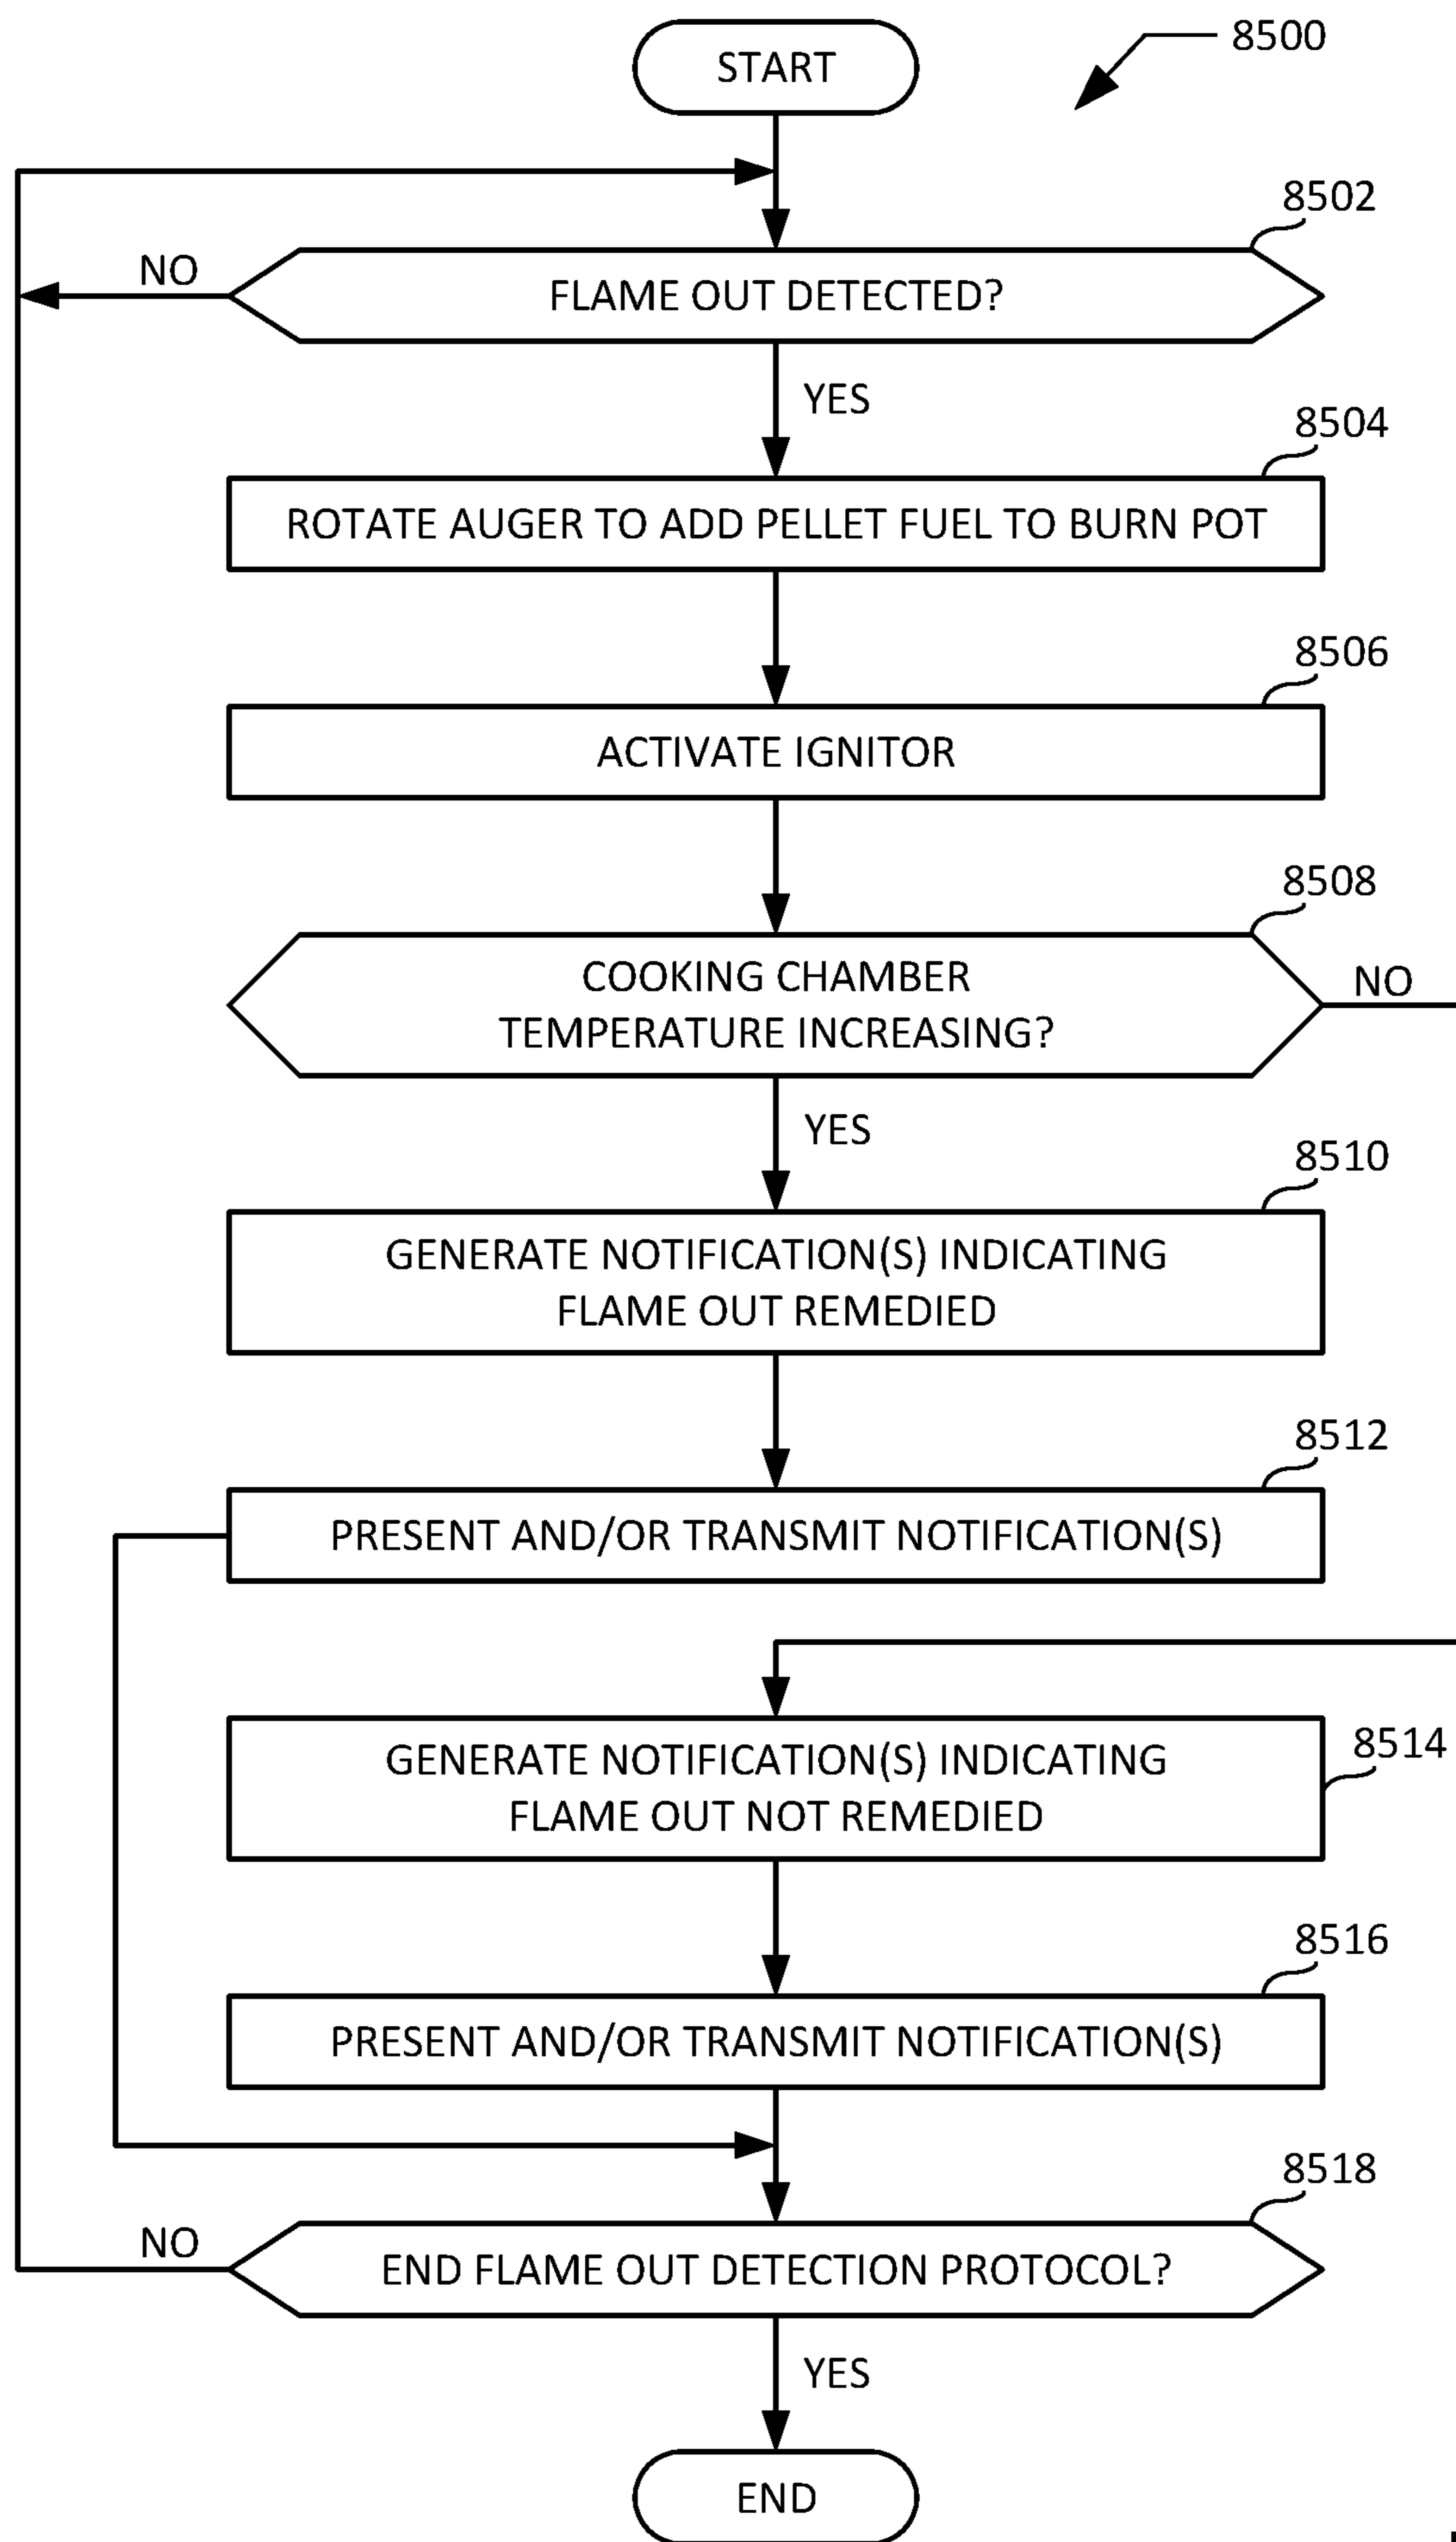 START
8500
8502
NO
FLAME OUT DETECTED?
YES
8504
ROTATE AUGER TO ADD PELLET FUEL TO BURN POT
8506
ACTIVATE IGNITOR
8508
COOKING CHAMBER
TEMPERATURE INCREASING?
NO
YES
8510
GENERATE NOTIFICATION(S) INDICATING
FLAME OUT REMEDIED
8512
PRESENT AND/OR TRANSMIT NOTIFICATION(S)
8514
GENERATE NOTIFICATION(S) INDICATING
FLAME OUT NOT REMEDIED
8516
PRESENT AND/OR TRANSMIT NOTIFICATION(S)
8518
NO
END FLAME OUT DETECTION PROTOCOL?
YES
END